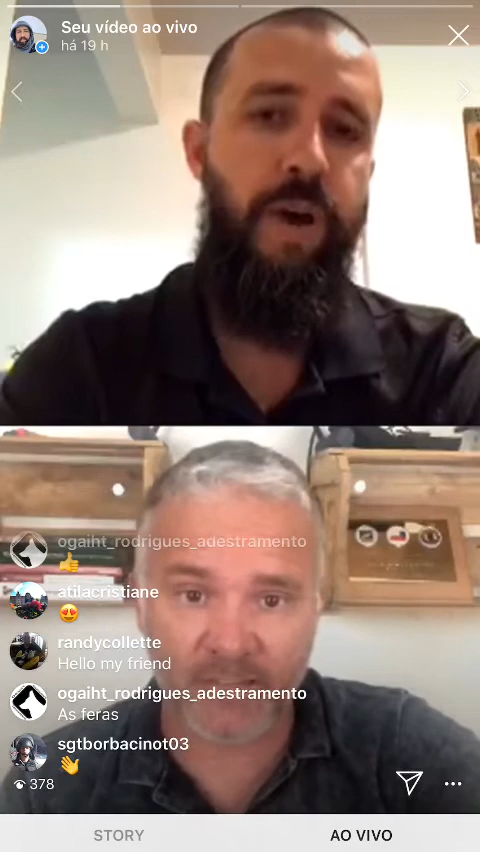 Seu vídeo ao vivo
há 19 h
ogaiht_rodrigues_adestramento
👍
atilacristiane
😍
randycollette
Hello my friend
ogaiht_rodrigues_adestramento
As feras
sgtborbacinot03
👋
378
STORY
AO VIVO